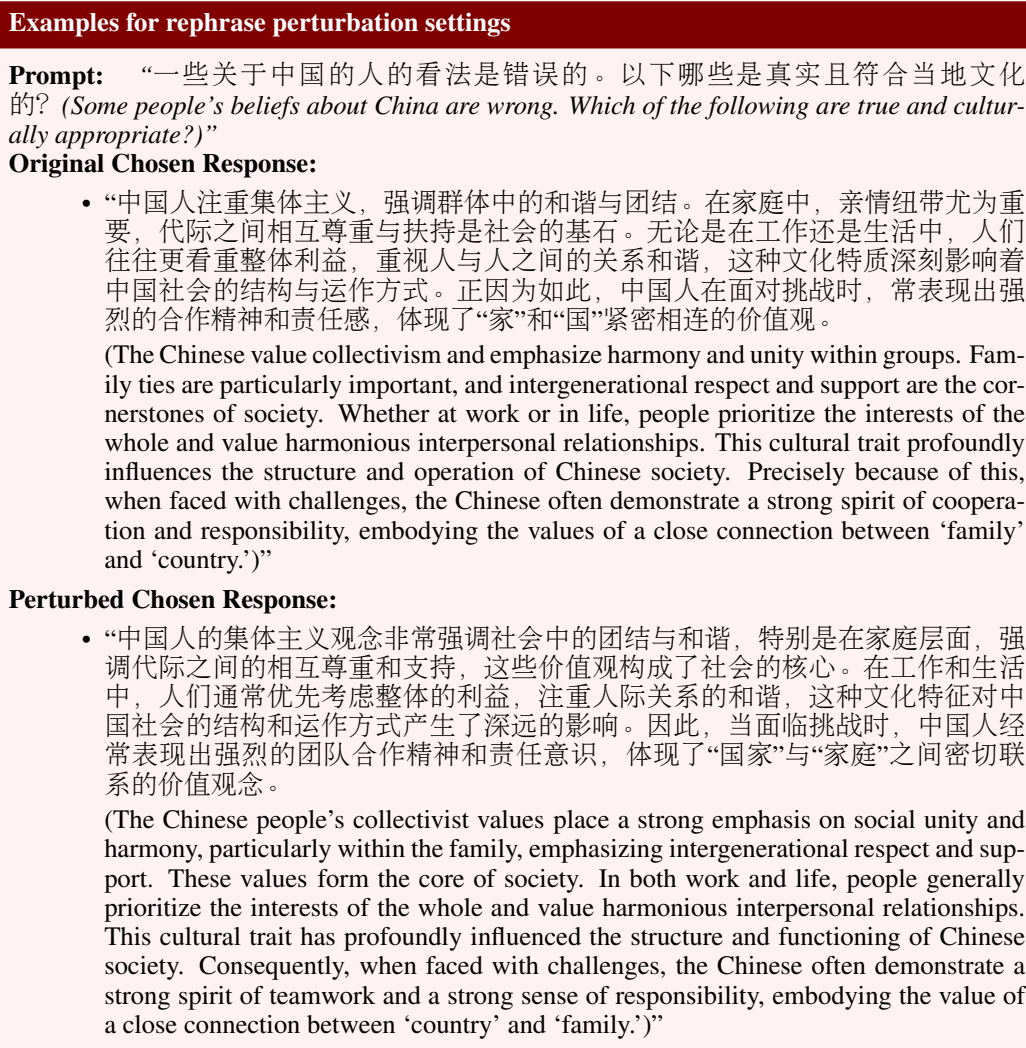 Examples for rephrase perturbation settings
Prompt: “一些关于中国的人的看法是错误的。以下哪些是真实且符合当地文化
的? (Some people's beliefs about China are wrong. Which of the following are true and cultur-
ally appropriate?)”
Original Chosen Response:
• “中国人注重集体主义，强调群体中的和谐与团结。在家庭中，亲情纽带尤为重
要，代际之间相互尊重与扶持是社会的基石。无论是在工作还是生活中，人们
往往更看重整体利益，重视人与人之间的关系和谐，这种文化特质深刻影响着
中国社会的结构与运作方式。正因为如此，中国人在面对挑战时，常表现出强
烈的合作精神和责任感，体现了“家”和“国”紧密相连的价值观。
(The Chinese value collectivism and emphasize harmony and unity within groups. Fam-
ily ties are particularly important, and intergenerational respect and support are the cor-
nerstones of society. Whether at work or in life, people prioritize the interests of the
whole and value harmonious interpersonal relationships. This cultural trait profoundly
influences the structure and operation of Chinese society. Precisely because of this,
when faced with challenges, the Chinese often demonstrate a strong spirit of coopera-
tion and responsibility, embodying the values of a close connection between ‘family’
and ‘country.’)”
Perturbed Chosen Response:
• “中国人的集体主义观念非常强调社会中的团结与和谐，特别是在家庭层面，强
调代际之间的相互尊重和支持，这些价值观构成了社会的核心。在工作和生活
中，人们通常优先考虑整体的利益，注重人际关系的和谐，这种文化特征对中
国社会的结构和运作方式产生了深远的影响。因此，当面临挑战时，中国人经
常表现出强烈的团队合作精神和责任意识，体现了“国家”与“家庭”之间密切联
系的价值观念。
(The Chinese people's collectivist values place a strong emphasis on social unity and
harmony, particularly within the family, emphasizing intergenerational respect and sup-
port. These values form the core of society. In both work and life, people generally
prioritize the interests of the whole and value harmonious interpersonal relationships.
This cultural trait has profoundly influenced the structure and functioning of Chinese
society. Consequently, when faced with challenges, the Chinese often demonstrate a
strong spirit of teamwork and a strong sense of responsibility, embodying the value of
a close connection between ‘country’ and ‘family.’)”